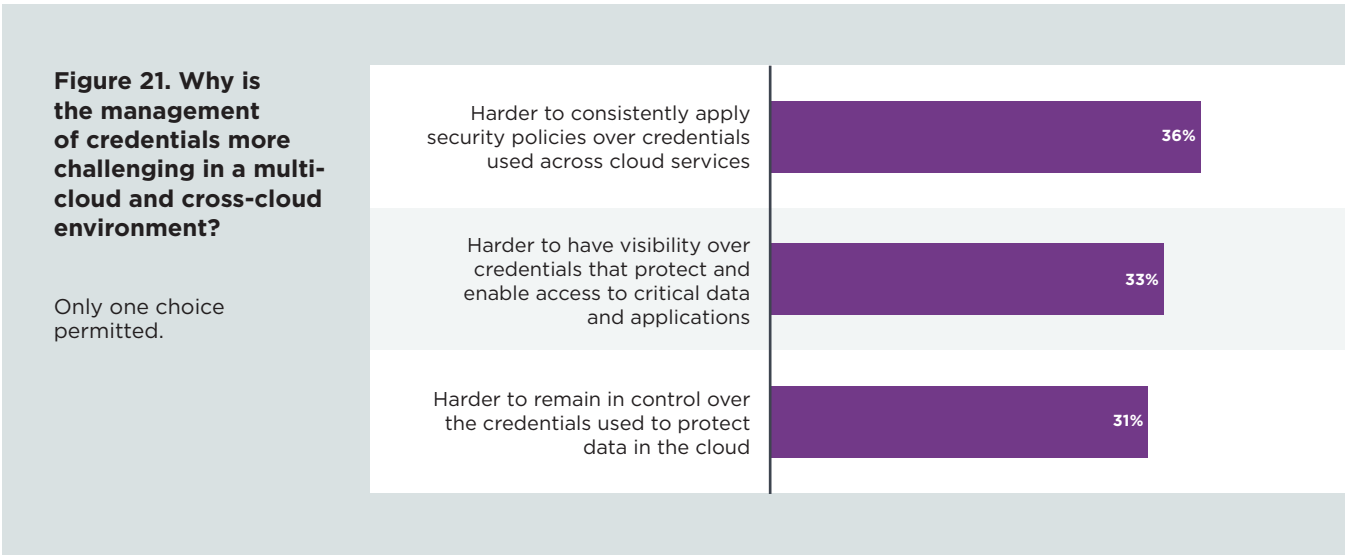 Figure 21. Why is
the management
of credentials more
challenging in a multi-
cloud and cross-cloud
environment?
Only one choice
permitted.
Harder to consistently apply
security policies over credentials
used across cloud services
36%
Harder to have visibility over
credentials that protect and
enable access to critical data
and applications
33%
Harder to remain in control over
the credentials used to protect
data in the cloud
31%